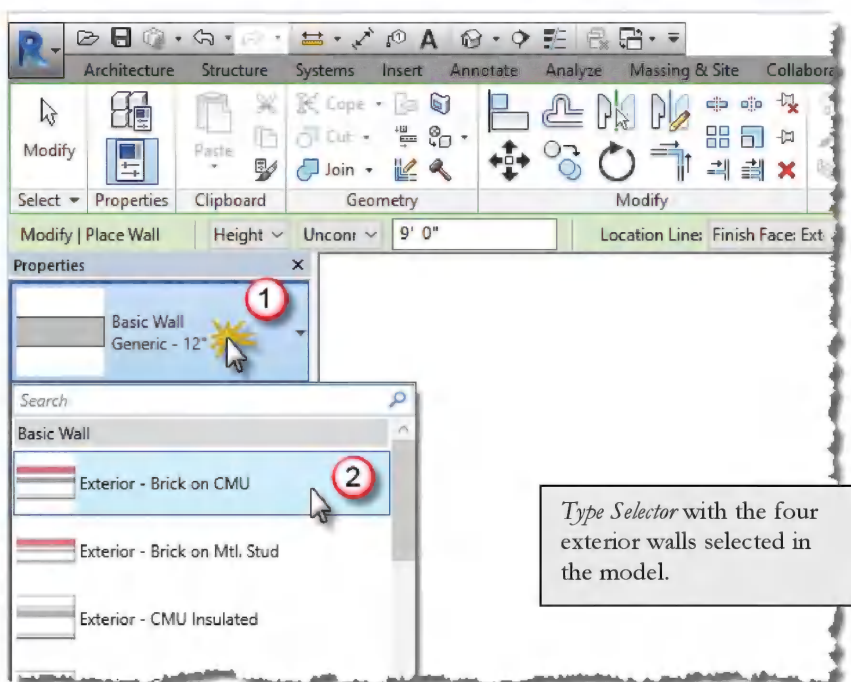 R
A
Architecture Structure Systems Insert Annotate Analyze Massing & Site Collabora
Modify
Paste
Cope
Cut
Join
Select Properties Clipboard Geometry Modify
Modify | Place Wall Height Unconr 9' 0" Location Line: Finish Face: Ext
Properties
1
Basic Wall
Generic - 12"
Search
Basic Wall
Exterior - Brick on CMU
2
Exterior - Brick on Mtl. Stud
Exterior - CMU Insulated
Type Selector with the four
exterior walls selected in
the model.